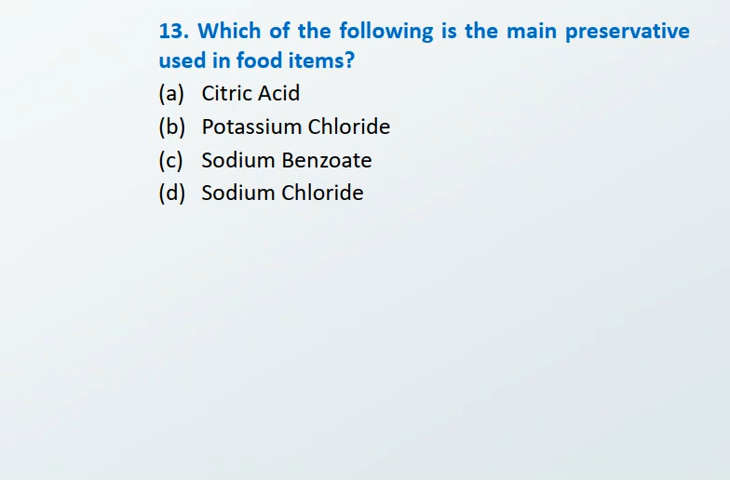 13. Which of the following is the main preservative
used in food items?
(a) Citric Acid
(b) Potassium Chloride
(c) Sodium Benzoate
(d) Sodium Chloride